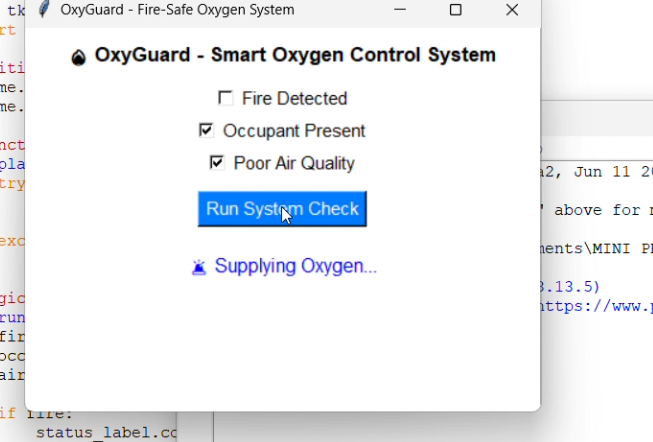 OxyGuard - Fire-Safe Oxygen System
OxyGuard - Smart Oxygen Control System
Fire Detected
Occupant Present
Poor Air Quality
Run System Check
Supplying Oxygen...
tk
rt
iti
me.
me.
nct
pla
try
exc
gic
run
fir
occ
air
if fire:
status_label.cc
a2, Jun 11 20
" above for
ments\MINI P
3.13.5)
https://www.p